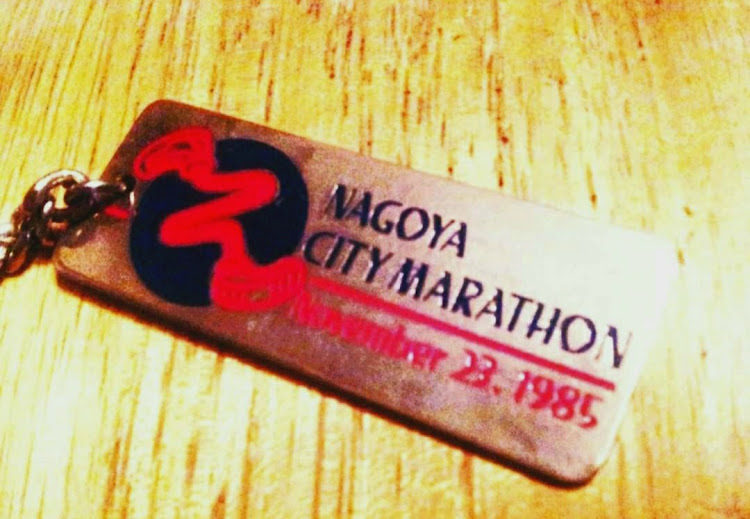 NAGOYA
CITY MARATHON
November 23. 1985